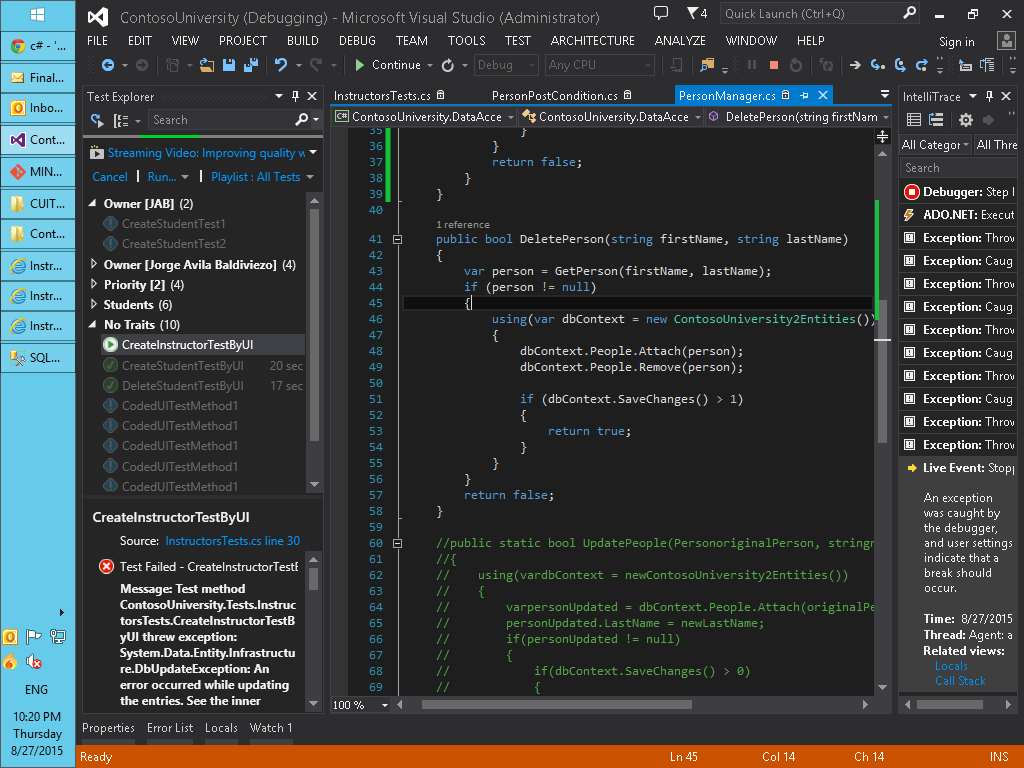 ContosoUniversity (Debugging) - Microsoft Visual Studio (Administrator)
4
Quick Launch (Ctrl+Q)
FILE EDIT VIEW PROJECT BUILD DEBUG TEAM TOOLS TEST ARCHITECTURE ANALYZE WINDOW HELP
Sign in
Continue Debug Any CPU
c# - '...
Final...
Inbo...
Cont...
MIN...
CUIT...
Cont...
Instr...
Instr...
Instr...
SQL...
ENG
10:20 PM
Thursday
8/27/2015
Test Explorer
Search
Streaming Video: Improving quality w
Cancel | Run... | Playlist : All Tests
Owner [JAB] (2)
CreateStudentTest1
CreateStudentTest2
Owner [Jorge Avila Baldiviezo] (4)
Priority [2] (4)
Students (6)
No Traits (10)
CreateInstructorTestByUI
CreateStudentTestByUI 20 sec
DeleteStudentTestByUI 17 sec
CodedUITestMethod1
CodedUITestMethod1
CodedUITestMethod1
CodedUITestMethod1
CodedUITestMethod1
CreateInstructorTestByUI
Source: InstructorsTests.cs line 30
Test Failed - CreateInstructorTestE
Message: Test method
ContosoUniversity.Tests.Instruc
torsTests.CreateInstructorTestB
yUI threw exception:
System.Data.Entity.Infrastructu
re.DbUpdateException: An
error occurred while updating
the entries. See the inner
InstructorsTests.cs PersonPostCondition.cs PersonManager.cs
C# ContosoUniversity.DataAcce ContosoUniversity.DataAcce DeletePerson(string firstNam
35 }
36 }
37 return false;
38 }
39 }
40
1 reference
41 public bool DeletePerson(string firstName, string lastName)
42 {
43 var person = GetPerson(firstName, lastName);
44 if (person != null)
45 {
46 using(var dbContext = new ContosoUniversity2Entities())
47 {
48 dbContext.People.Attach(person);
49 dbContext.People.Remove(person);
50
51 if (dbContext.SaveChanges() > 1)
52 {
53 return true;
54 }
55 }
56 }
57 return false;
58 }
59
60 //public static bool UpdatePeople(PersonoriginalPerson, stringn
61 //{
62 // using(vardbContext = newContosoUniversity2Entities())
63 // {
64 // varpersonUpdated = dbContext.People.Attach(originalPe
65 // personUpdated.LastName = newLastName;
66 // if(personUpdated != null)
67 // {
68 // if(dbContext.SaveChanges() > 0)
69 // {
100 %
IntelliTrace
All Categor All Thre
Search
Debugger: Step I
ADO.NET: Execut
Exception: Throv
Exception: Caug
Exception: Throv
Exception: Throv
Exception: Throv
Exception: Caug
Exception: Throv
Exception: Caug
Exception: Throv
Exception: Throv
Live Event: Stopp
An exception
was caught by
the debugger,
and user settings
indicate that a
break should
occur.
Time: 8/27/2015
Thread: Agent: a
Related views:
Locals
Call Stack
Properties Error List Locals Watch 1
Ready Ln 45 Col 14 Ch 14 INS